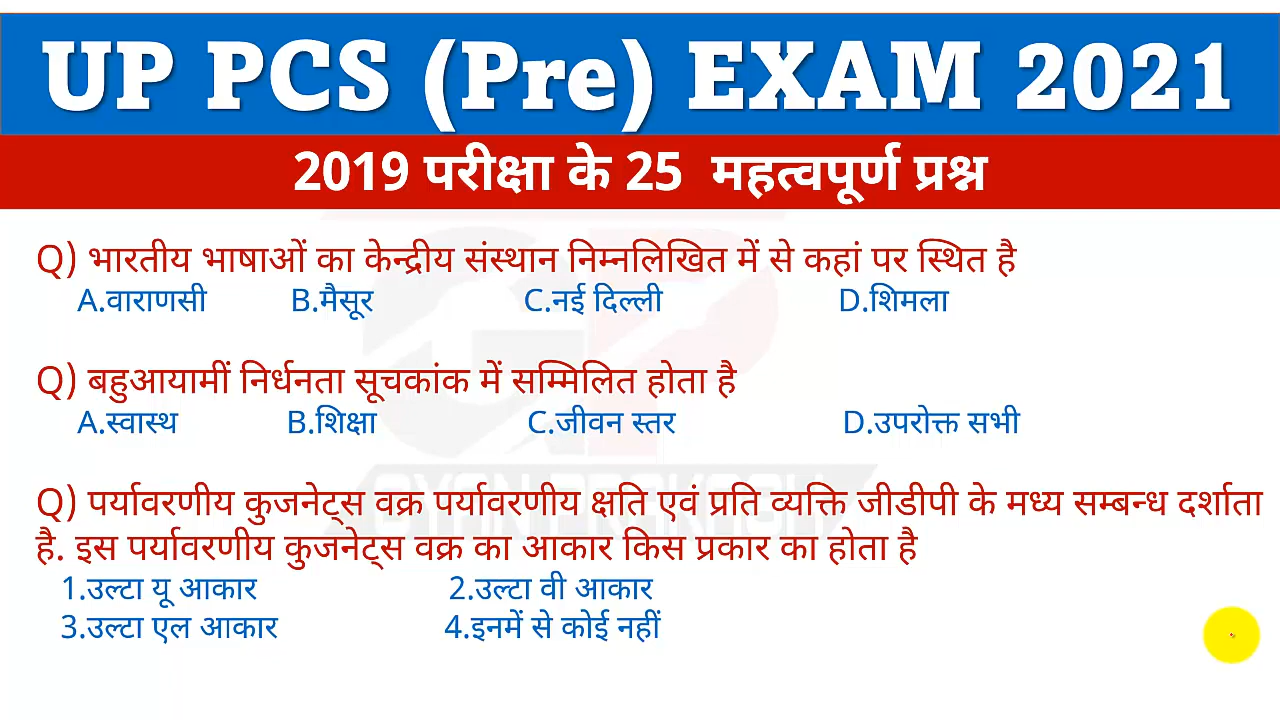 UP PCS (Pre) EXAM 2021
2019 परीक्षा के 25 महत्वपूर्ण प्रश्न
Q) भारतीय भाषाओं का केन्द्रीय संस्थान निम्नलिखित में से कहां पर स्थित है
A.वाराणसी B.मैसूर C.नई दिल्ली D.शिमला
Q) बहुआयामीं निर्धनता सूचकांक में सम्मिलित होता है
A.स्वास्थ B.शिक्षा C.जीवन स्तर D.उपरोक्त सभी
Q) पर्यावरणीय कुजनेट्स वक्र पर्यावरणीय क्षति एवं प्रति व्यक्ति जीडीपी के मध्य सम्बन्ध दर्शाता
है. इस पर्यावरणीय कुजनेट्स वक्र का आकार किस प्रकार का होता है
1.उल्टा यू आकार 2.उल्टा वी आकार
3.उल्टा एल आकार 4.इनमें से कोई नहीं